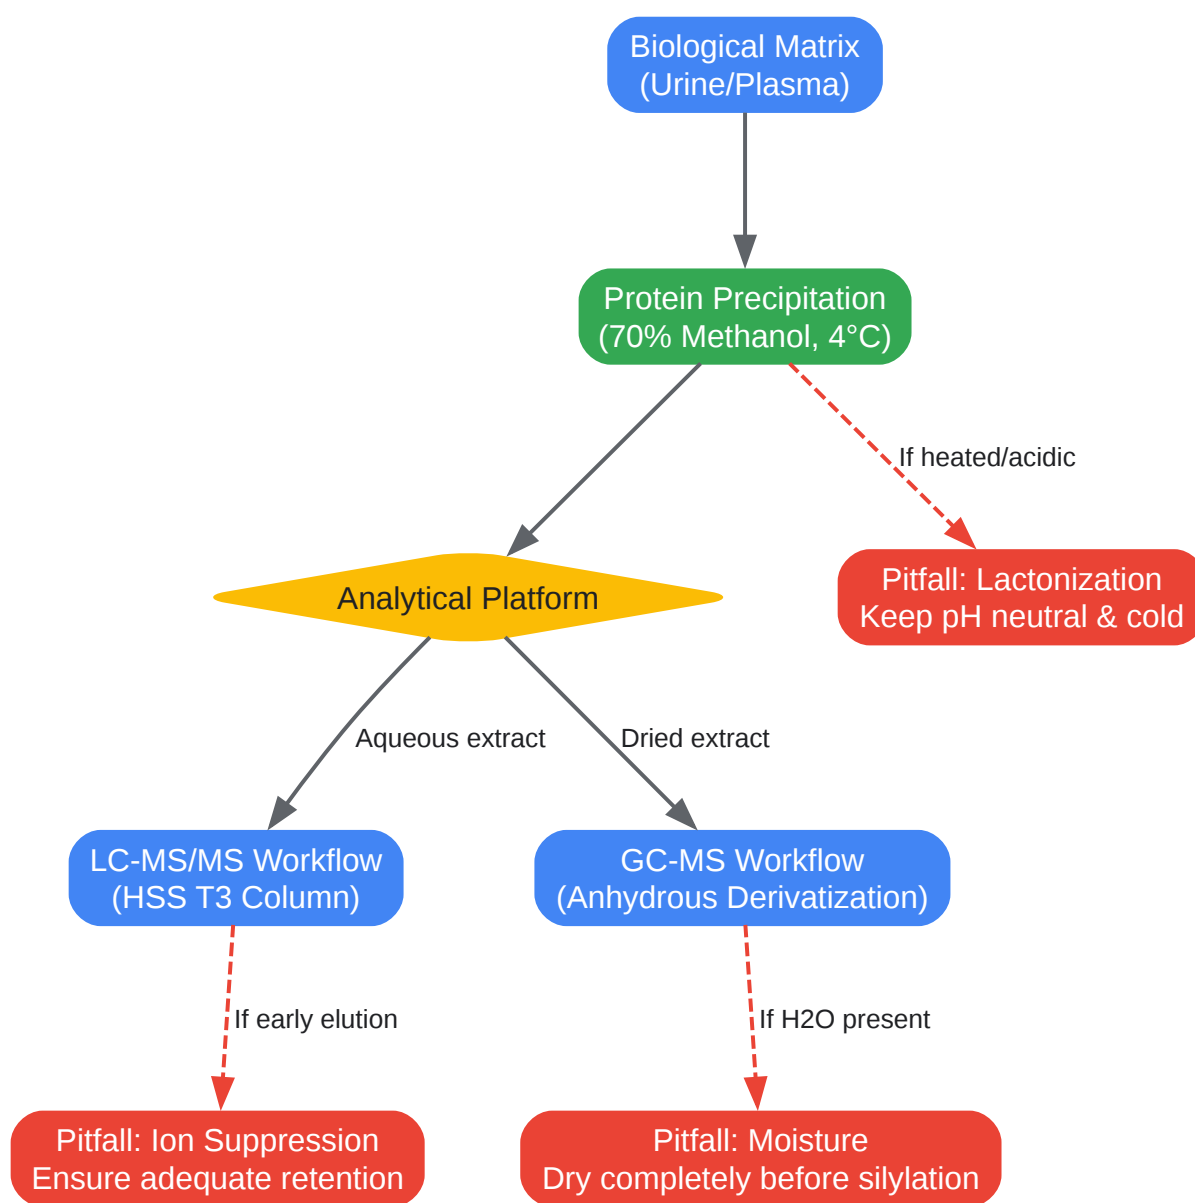 Biological Matrix
(Urine/Plasma)
Protein Precipitation
(70% Methanol, 4°C)
If heated/acidic
Analytical Platform
Pitfall: Lactonization
Keep pH neutral & cold
Aqueous extract
Dried extract
LC-MS/MS Workflow
(HSS T3 Column)
GC-MS Workflow
(Anhydrous Derivatization)
If early elution
If H2O present
Pitfall: Ion Suppression
Ensure adequate retention
Pitfall: Moisture
Dry completely before silylation